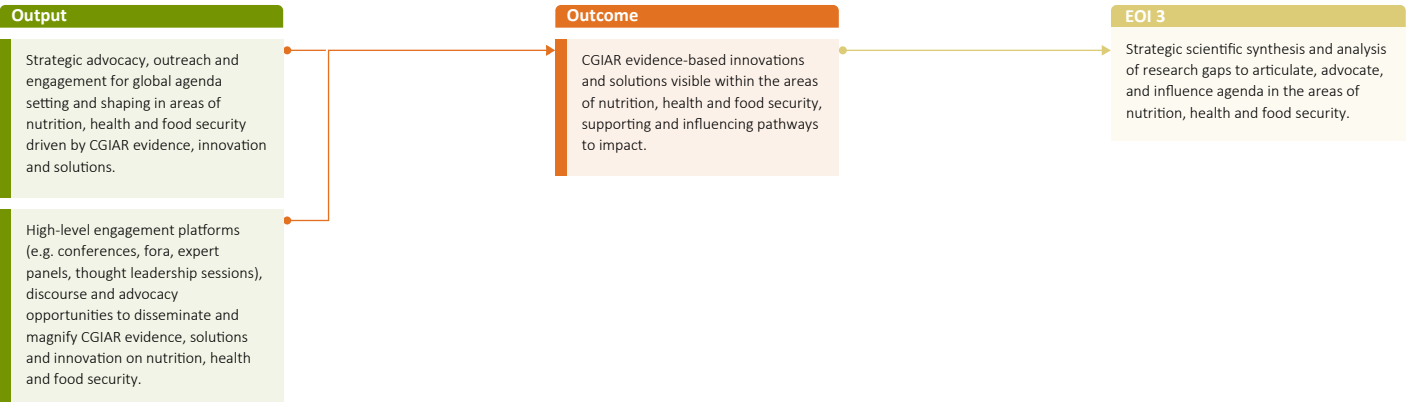 Output
Strategic advocacy, outreach and
engagement for global agenda
setting and shaping in areas of
nutrition, health and food security
driven by CGIAR evidence, innovation
and solutions.
High-level engagement platforms
(e.g. conferences, fora, expert
panels, thought leadership sessions),
discourse and advocacy
opportunities to disseminate and
magnify CGIAR evidence, solutions
and innovation on nutrition, health
and food security.
Outcome
CGIAR evidence-based innovations
and solutions visible within the areas
of nutrition, health and food security,
supporting and influencing pathways
to impact.
EOI 3
Strategic scientific synthesis and analysis
of research gaps to articulate, advocate,
and influence agenda in the areas of
nutrition, health and food security.